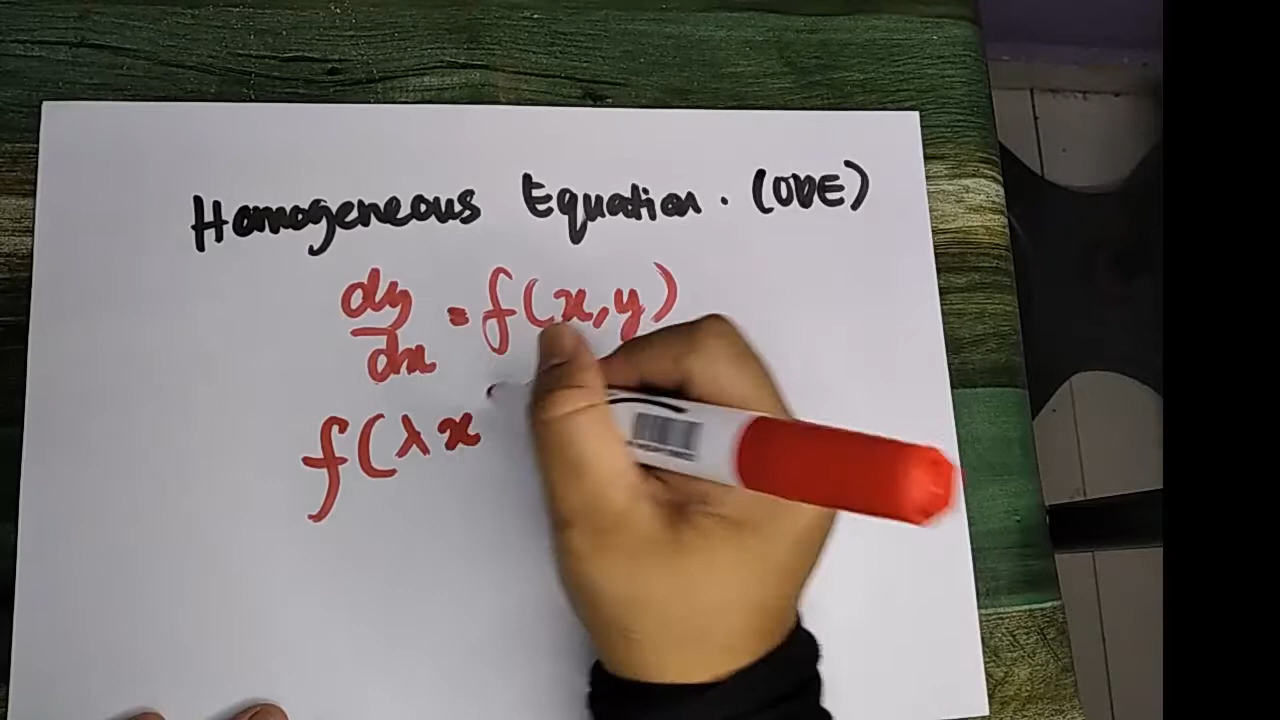 Homogeneous Equation. (ODE)
dy/dx = f(x,y)
f(λx